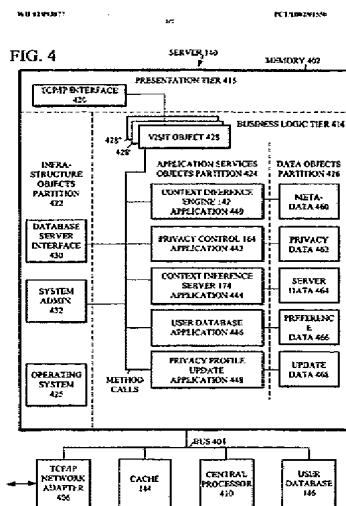 FIG. 4
SERVER 140
MEMORY 402
PRESENTATION TIER 415
TCP/IP INTERFACE
420
BUSINESS LOGIC TIER 414
428"
428'
VISIT OBJECT 428
INFRA-
STRUCTURE
OBJECTS
PARTITION
422
APPLICATION SERVICES
OBJECTS PARTITION 424
DATA OBJECTS
PARTITION 426
CONTEXT INFERENCE
ENGINE 142
APPLICATION 440
META-
DATA 460
DATABASE
SERVER
INTERFACE
430
PRIVACY CONTROL 164
APPLICATION 442
PRIVACY
DATA 462
CONTEXT INFERENCE
SERVER 174
APPLICATION 444
SERVER
DATA 464
SYSTEM
ADMIN
432
USER DATABASE
APPLICATION 446
PREFERENC
E DATA 466
OPERATING
SYSTEM
425
METHOD
CALLS
PRIVACY PROFILE
UPDATE
APPLICATION 448
UPDATE
DATA 468
BUS 404
TCP/IP
NETWORK
ADAPTER
406
CACHE
144
CENTRAL
PROCESSOR
410
USER
DATABASE
146